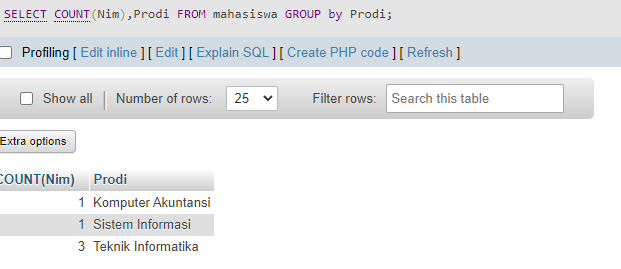 SELECT COUNT(Nim),Prodi FROM mahasiswa GROUP by Prodi;
Profiling [ Edit inline ] [ Edit ] [ Explain SQL ] [ Create PHP code ] [ Refresh ]
Show all | Number of rows: 25 Filter rows: Search this table
Extra options
COUNT(Nim) Prodi
1 Komputer Akuntansi
1 Sistem Informasi
3 Teknik Informatika